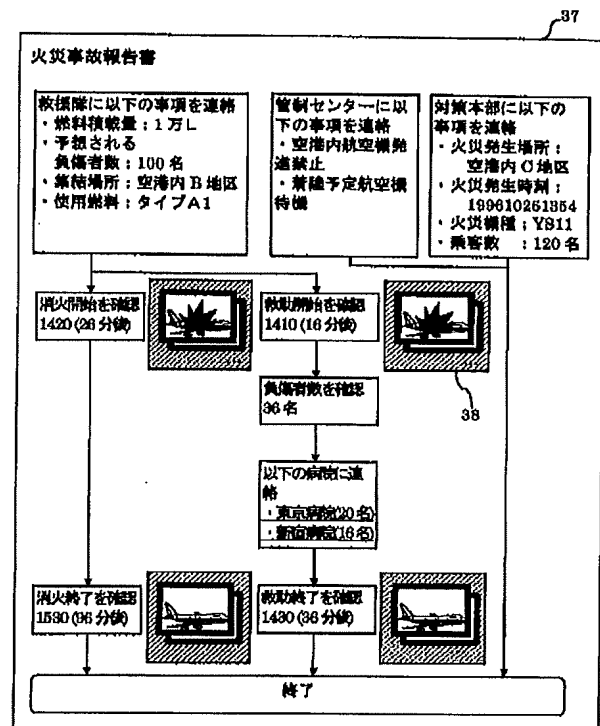 37
火災事故報告書
救援隊に以下の事項を連絡
・燃料積載量:1万L
・予想される
負傷者数:100名
・集結場所:空港内B地区
・使用燃料:タイプA1
管制センターに以
下の事項を連絡
・空港内航空機発
進禁止
・着陸予定航空機
待機
対策本部に以下の
事項を連絡
・火災発生場所:
空港内C地区
・火災発生時刻:
199610261354
・火災機種:YS11
・乗客数 :120名
消火開始を確認
1420(26分後)
救助開始を確認
1410(16分後)
38
負傷者数を確認
36名
以下の病院に連
絡
・東京病院(20名)
・新宿病院(16名)
消火終了を確認
1530(96分後)
救助終了を確認
1430(36分後)
終了